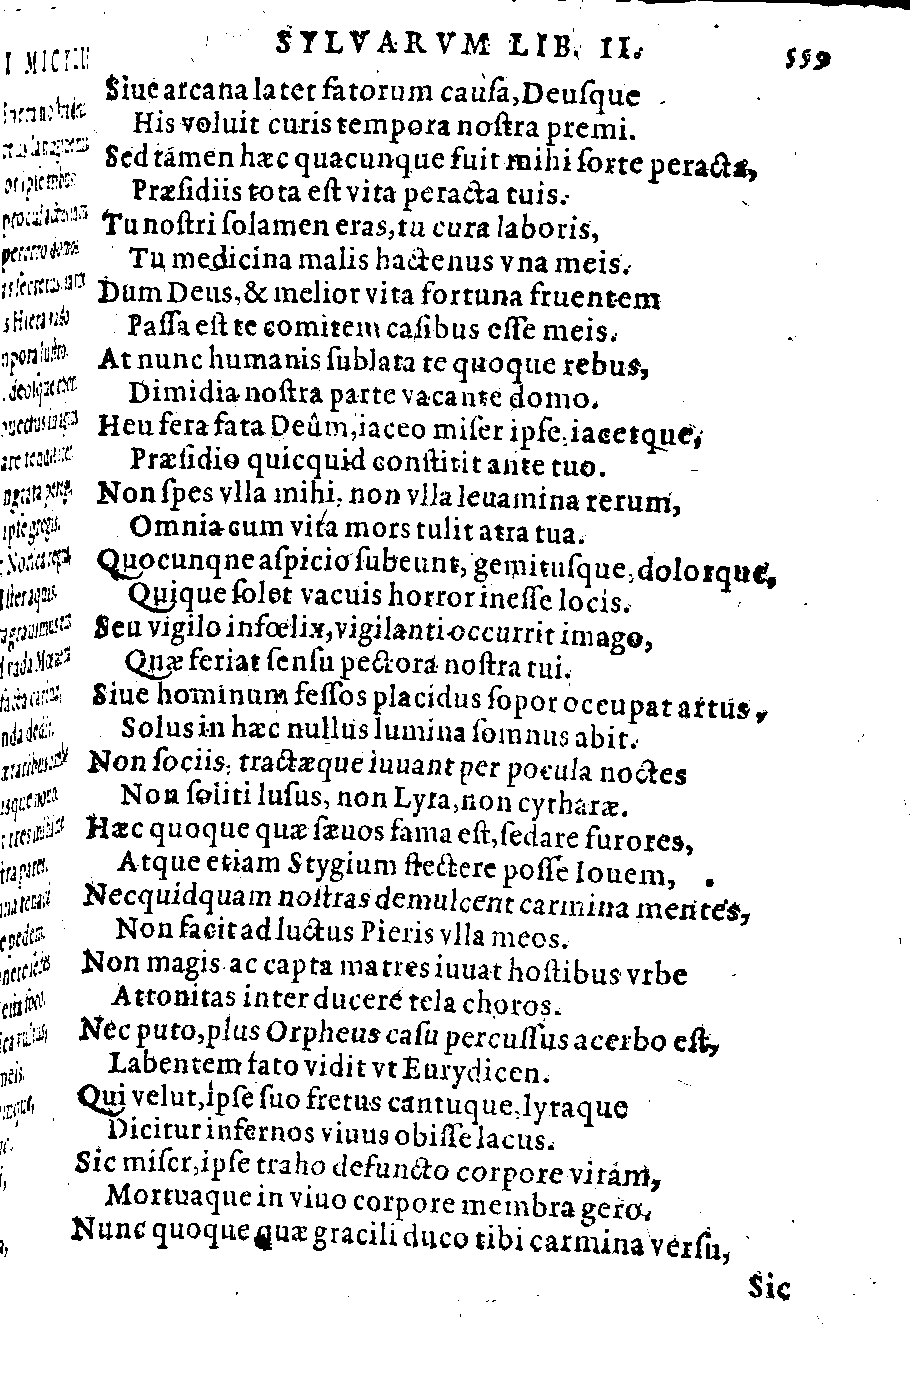 SYLVARVM LIB. II. 559
Siue arcana latet fatorum causa, Deuſque
His voluit curis tempora noſtra premi.
Sed támen hæc quacunque fuit mihi ſorte peracta,
Præſidiis tota eſt vita peracta tuis.
Tu noſtri ſolamen eras, tu cura laboris,
Tu medicina malis hactenus vna meis.
Dum Deus, & melior vita fortuna fruentem
Paſſa eſt te comitem caſibus eſſe meis.
At nunc humanis ſublata te quoque rebus,
Dimidia noſtra parte vacante domo.
Heu fera fata Deûm, iaceo miſer ipſe, iacetque,
Præſidio quicquid conſtitit ante tuo.
Non ſpes vlla mihi, non vlla leuamina rerum,
Omnia cum vita mors tulit atra tua.
Quocunqne aſpicio ſubeunt, gemituſque, dolorque,
Quique ſolet vacuis horror ineſſe locis.
Seu vigilo infœlix, vigilanti occurrit imago,
Quæ feriat ſenſu pectora noſtra tui.
Siue hominum feſſos placidus ſopor occupat artus,
Solus in hæc nullus lumina ſomnus abit.
Non ſociis, tractæque iuuant per pocula noctes
Non ſoliti luſus, non Lyra, non cytharæ.
Hæc quoque quæ ſæuos fama eſt, ſedare furores,
Atque etiam Stygium flectere poſſe Iouem,
Necquidquam noſtras demulcent carmina mentes,
Non facit ad luctus Pieris vlla meos.
Non magis ac capta matres iuuat hoſtibus vrbe
Attonitas inter ducere tela choros.
Nec puto, plus Orpheus caſu percuſſus acerbo eſt,
Labentem fato vidit vt Eurydicen.
Qui velut, ipſe ſuo fretus cantuque, lyraque
Dicitur infernos viuus obiſſe lacus.
Sic miſer, ipſe traho defuncto corpore vitám,
Mortuaque in viuo corpore membra gero.
Nunc quoque quæ gracili duco tibi carmina verſu,
Sic